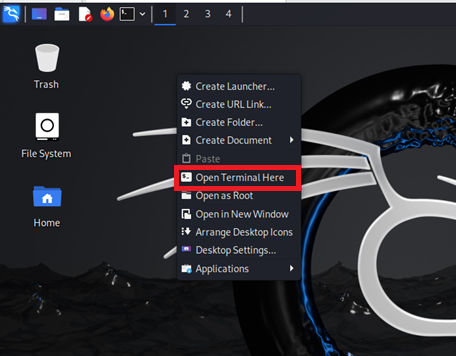 1 2 3 4
Trash
File System
Home
Create Launcher...
Create URL Link...
Create Folder...
Create Document
Paste
Open Terminal Here
Open as Root
Open in New Window
Arrange Desktop Icons
Desktop Settings...
Applications